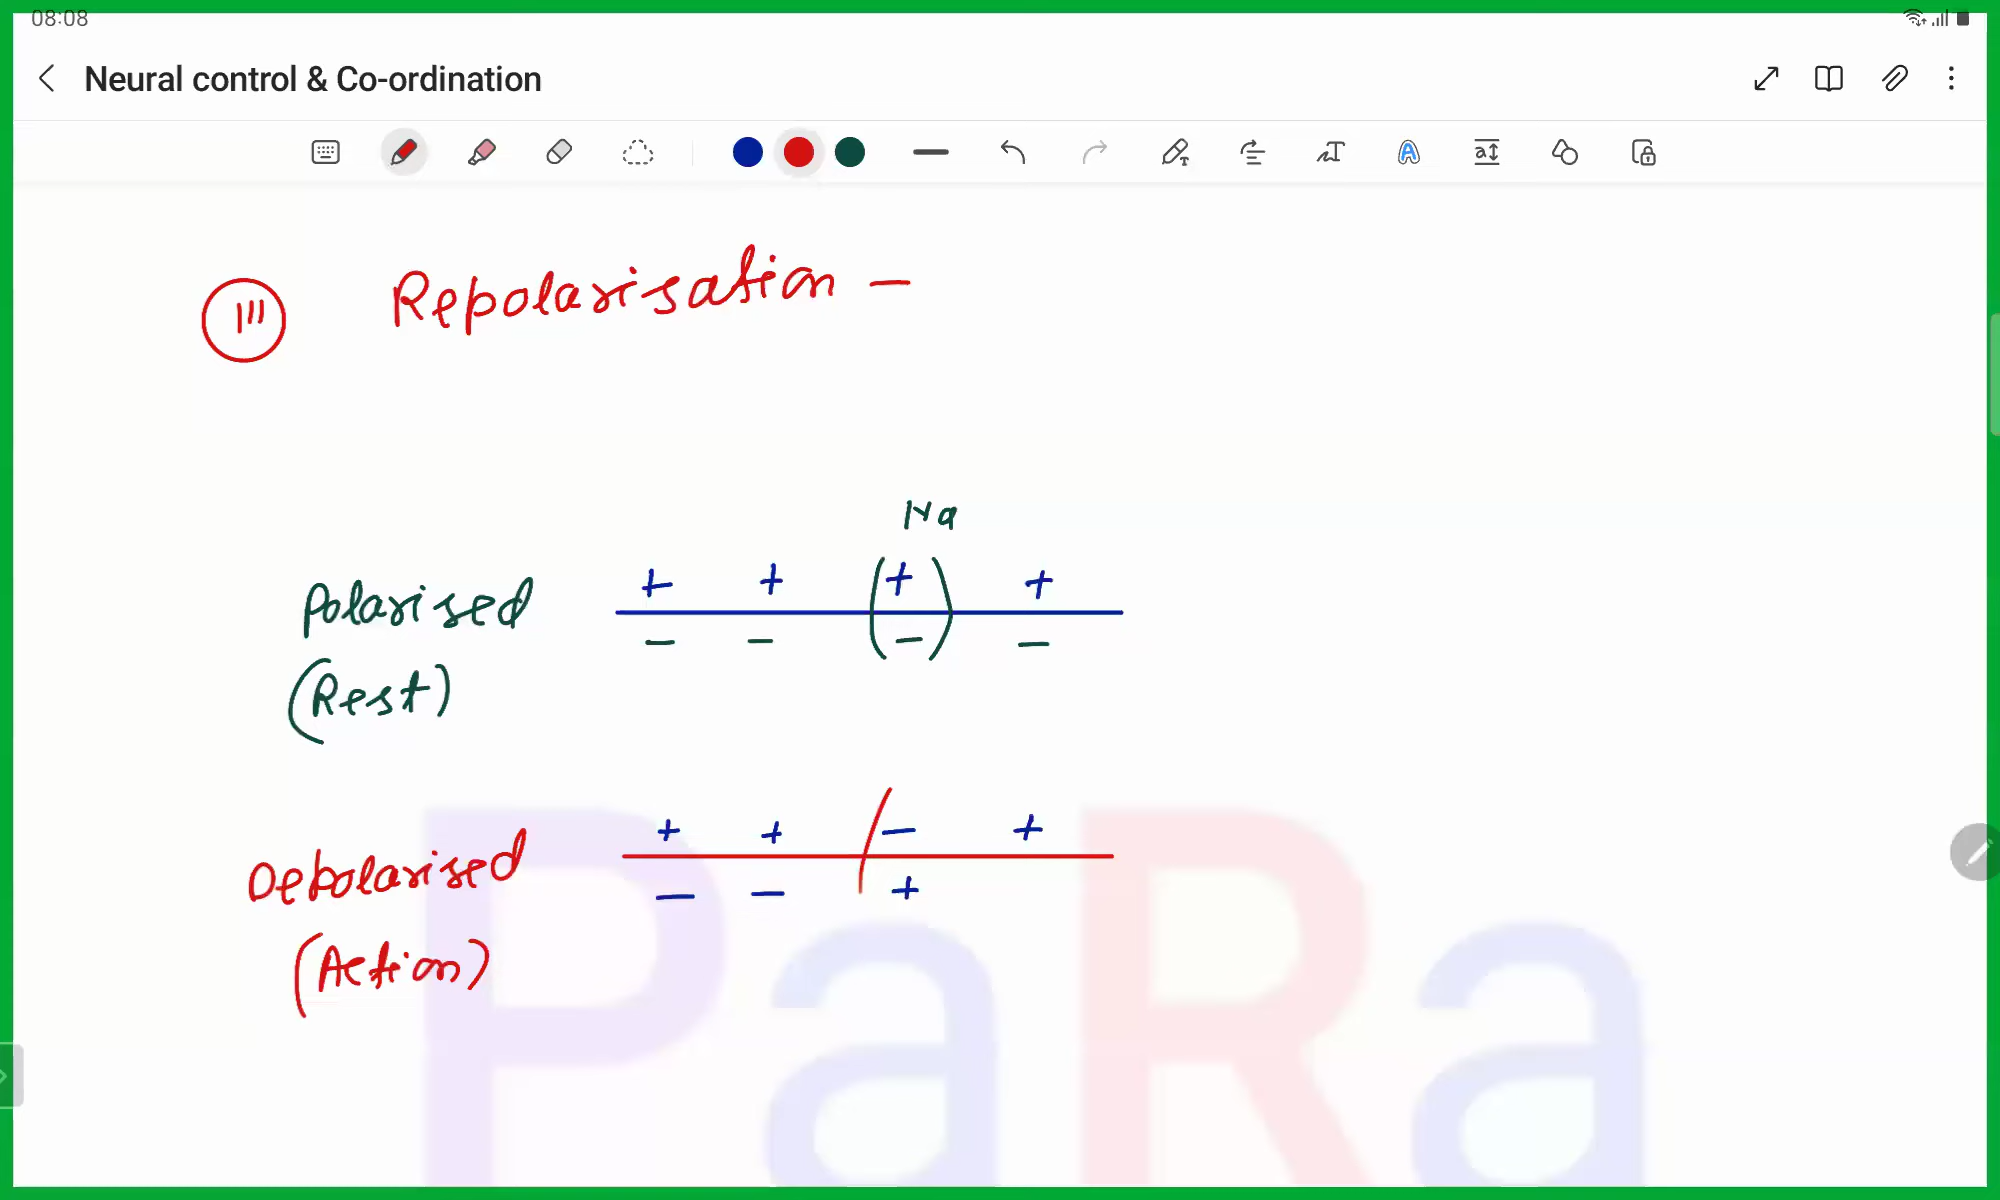 08:08
Neural control & Co-ordination
III Repolarisation –
Na
+ + (+) +
Polarised
– – (–) –
(Rest)
+ + – +
Depolarised
– – +
(Action)
PaRa